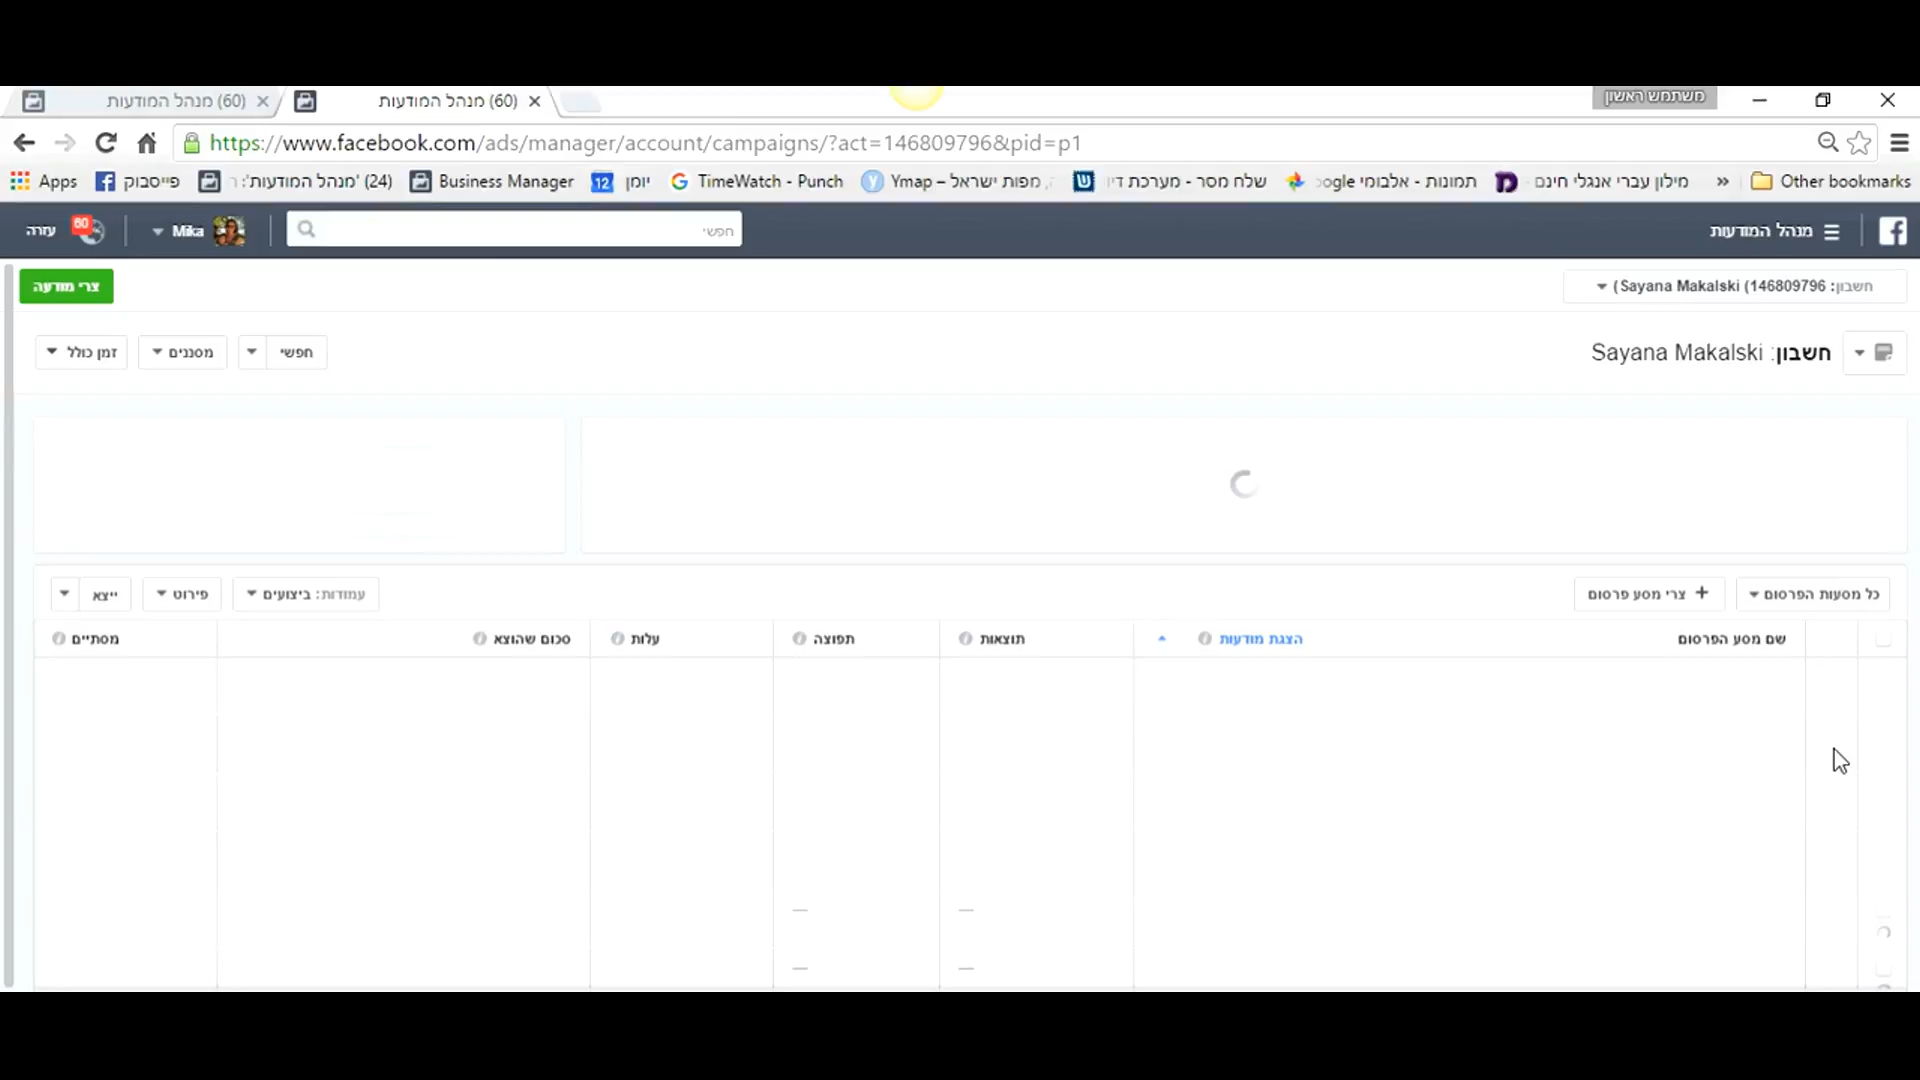 (60) מנהל המודעות
(60) מנהל המודעות
משתמש ראשון
https://www.facebook.com/ads/manager/account/campaigns/?act=146809796&pid=p1
Apps
פייסבוק
(24) 'מנהל המודעות':
Business Manager
12
יומן
TimeWatch - Punch
Ymap – מפות ישראל,
שלח מסר - מערכת דיו
תמונות - אלבומי
מילון עברי אנגלי חינם
»
Other bookmarks
מנהל המודעות
חפשי
Mika
60
עזרה
חשבון: Sayana Makalski (146809796)
צרי מודעה
חשבון: Sayana Makalski
חפשי
מסננים
זמן כולל
כל מסעות הפרסום
+ צרי מסע פרסום
עמודות: ביצועים
פירוט
ייצא
שם מסע הפרסום
הצגת מודעות
תוצאות
תפוצה
עלות
סכום שהוצא
מסתיים
—
—
—
—